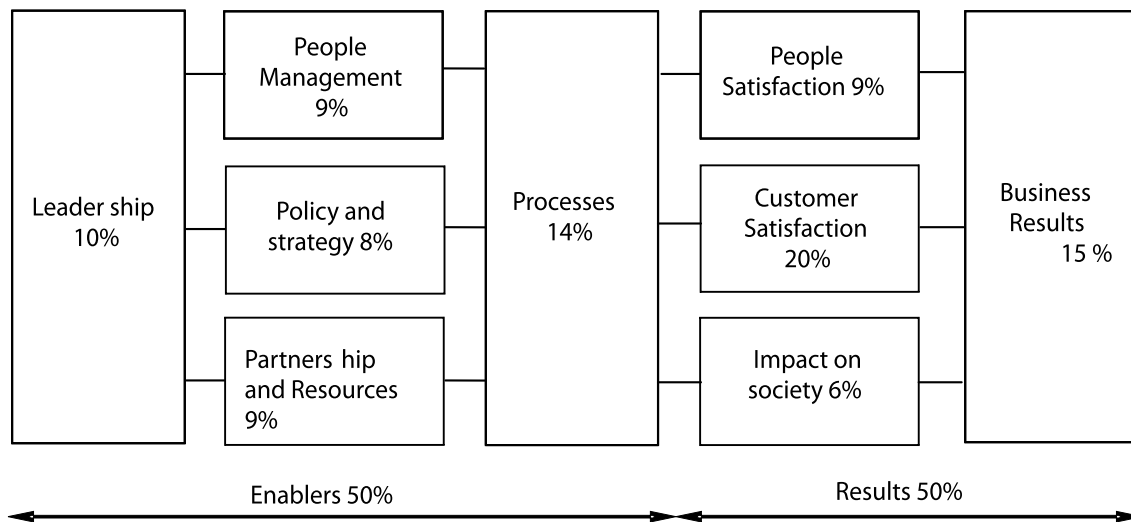 Leader ship
10%
People
Management
9%
Policy and
strategy 8%
Partners hip
and Resources
9%
Processes
14%
People
Satisfaction 9%
Customer
Satisfaction
20%
Impact on
society 6%
Business
Results
15 %
Enablers 50%
Results 50%